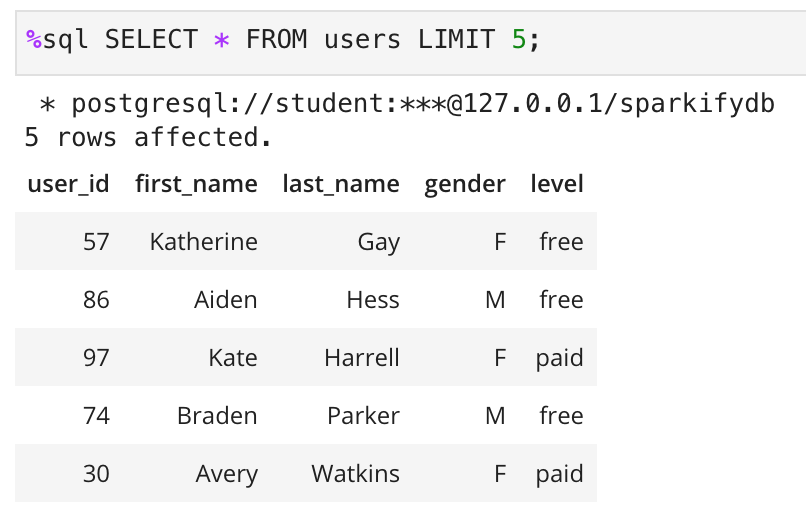 %sql SELECT * FROM users LIMIT 5;
* postgresql://student:***@127.0.0.1/sparkifydb
5 rows affected.
user_id first_name last_name gender level
57 Katherine Gay F free
86 Aiden Hess M free
97 Kate Harrell F paid
74 Braden Parker M free
30 Avery Watkins F paid